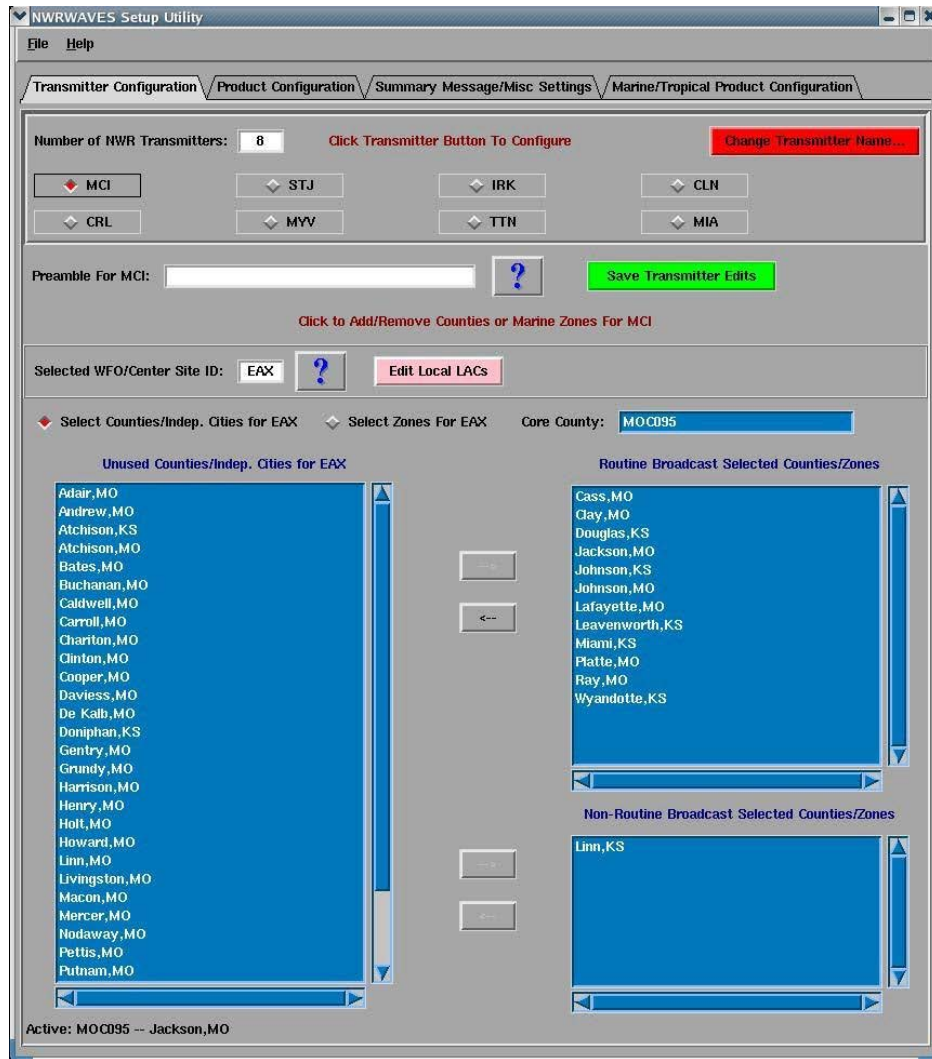 NWRWAVES Setup Utility
File Help
Transmitter Configuration Product Configuration Summary Message/Misc Settings Marine/Tropical Product Configuration
Number of NWR Transmitters: 8 Click Transmitter Button To Configure Change Transmitter Name...
MCI STJ IRK CLN
CRL MYV TTN MIA
Preamble For MCI: ? Save Transmitter Edits
Click to Add/Remove Counties or Marine Zones For MCI
Selected WFO/Center Site ID: EAX ? Edit Local LACs
Select Counties/Indep. Cities for EAX Select Zones For EAX Core County: MOC095
Unused Counties/Indep. Cities for EAX
Adair,MO
Andrew,MO
Atchison,KS
Atchison,MO
Bates,MO
Buchanan,MO
Caldwell,MO
Carroll,MO
Chariton,MO
Clinton,MO
Cooper,MO
Daviess,MO
De Kalb,MO
Doniphan,KS
Gentry,MO
Grundy,MO
Harrison,MO
Henry,MO
Holt,MO
Howard,MO
Linn,MO
Livingston,MO
Macon,MO
Mercer,MO
Nodaway,MO
Pettis,MO
Putnam,MO
-->
<--
-->
<--
Routine Broadcast Selected Counties/Zones
Cass,MO
Clay,MO
Douglas,KS
Jackson,MO
Johnson,KS
Johnson,MO
Lafayette,MO
Leavenworth,KS
Miami,KS
Platte,MO
Ray,MO
Wyandotte,KS
Non-Routine Broadcast Selected Counties/Zones
Linn,KS
Active: MOC095 -- Jackson,MO